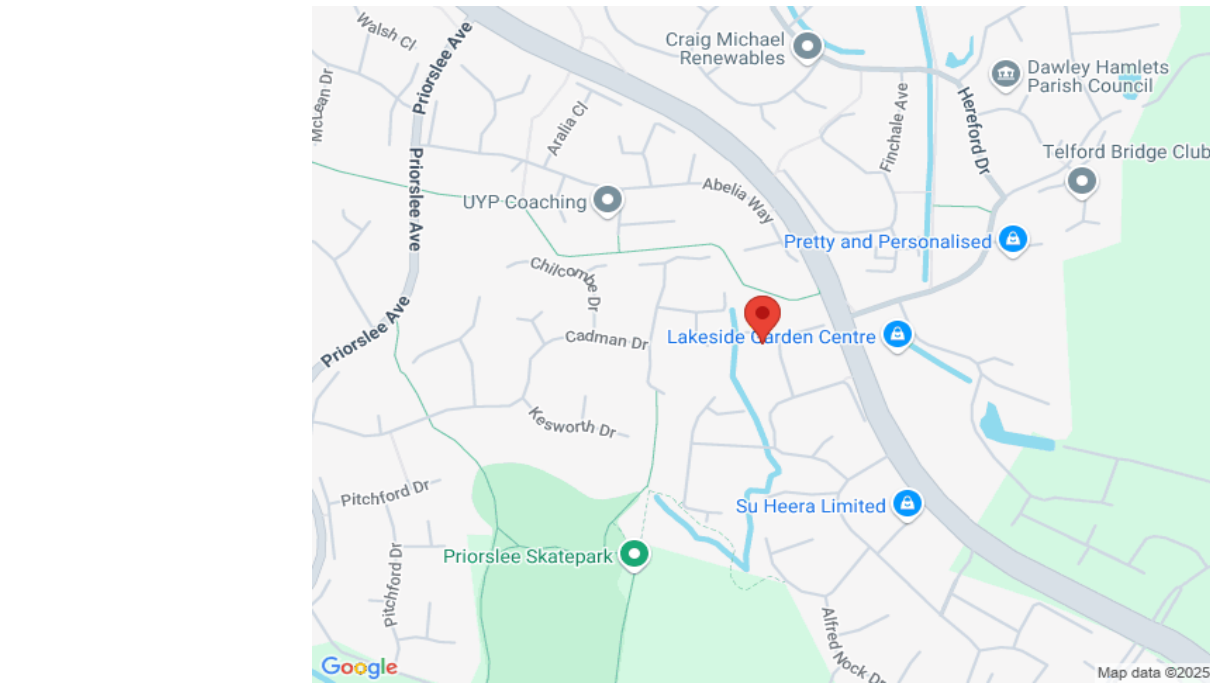 Walsh Cl
Priorslee Ave
Craig Michael
Renewables
Dawley Hamlets
Parish Council
McLean Dr
Aralia Cl
Finchale Ave
Hereford Dr
Telford Bridge Club
Priorslee Ave
UYP Coaching
Abelia Way
Pretty and Personalised
Chilcombe Dr
Priorslee Ave
Cadman Dr
Lakeside Garden Centre
Kesworth Dr
Pitchford Dr
Su Heera Limited
Priorslee Skatepark
Pitchford Dr
Alfred Nock Dr
Google
Map data ©2025